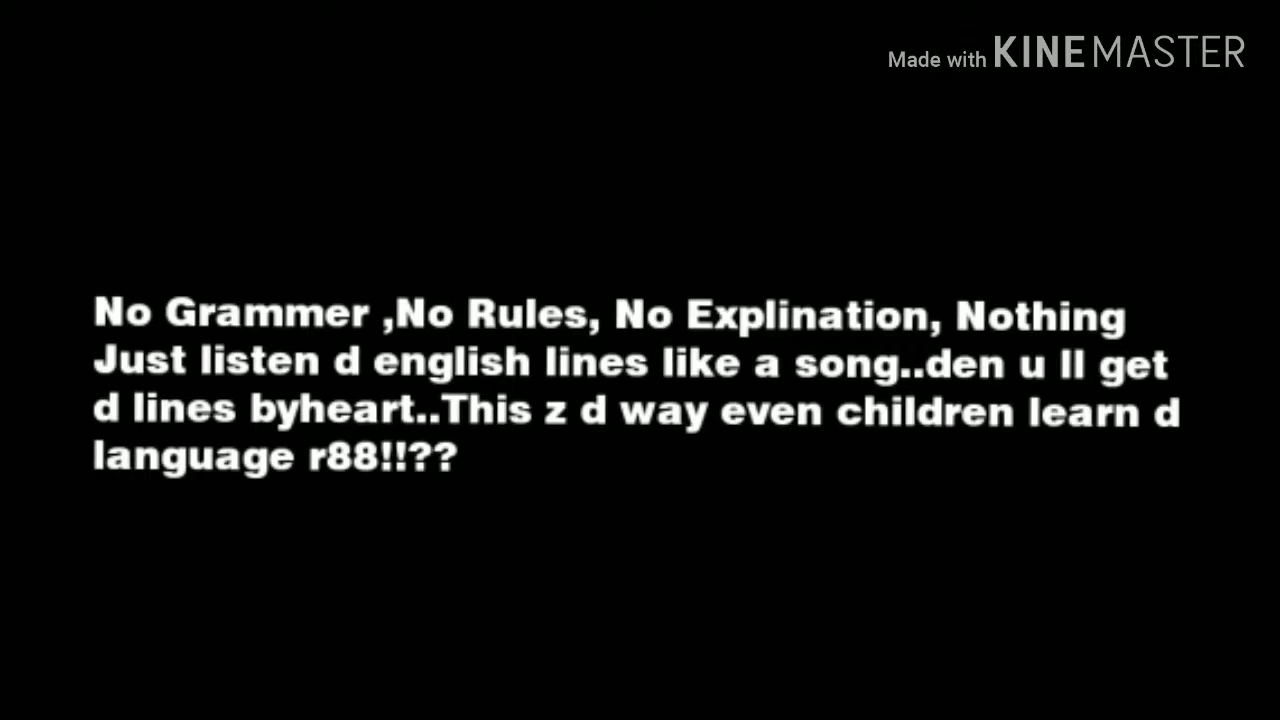 Made with KINEMASTER
No Grammer ,No Rules, No Explination, Nothing
Just listen d english lines like a song..den u ll get
d lines byheart..This z d way even children learn d
language r88!!??